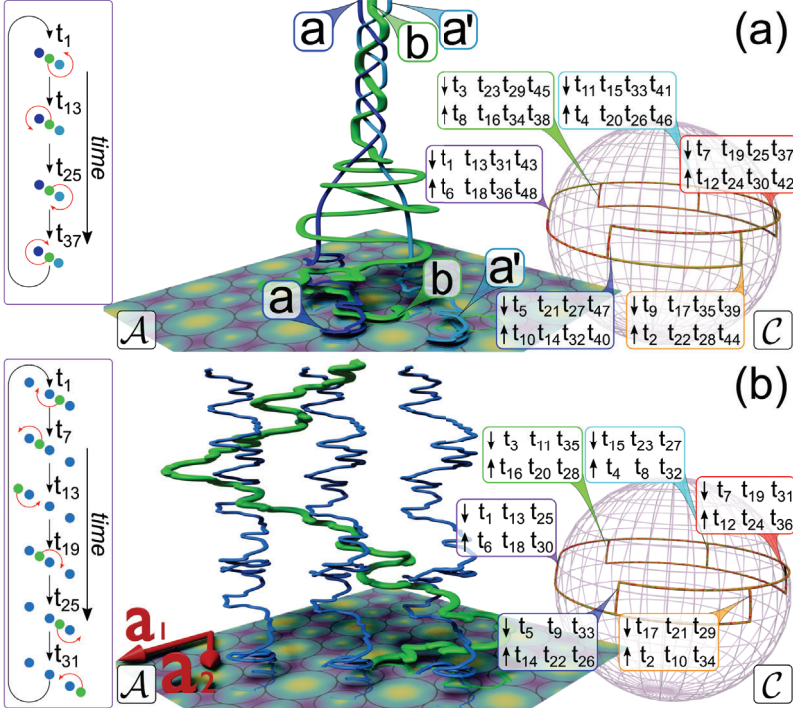 a
b
a'
(a)
t₁
t₁₃
t₂₅
t₃₇
time
↓ t₃ t₂₃ t₂₉ t₄₅
↑ t₈ t₁₆ t₃₄ t₃₈
↓ t₁₁ t₁₅ t₃₃ t₄₁
↑ t₄ t₂₀ t₂₆ t₄₆
↓ t₁ t₁₃ t₃₁ t₄₃
↑ t₆ t₁₈ t₃₆ t₄₈
↓ t₇ t₁₉ t₂₅ t₃₇
↑ t₁₂ t₂₄ t₃₀ t₄₂
a
b
a'
↓ t₅ t₂₁ t₂₇ t₄₇
↑ t₁₀ t₁₄ t₃₂ t₄₀
↓ t₉ t₁₇ t₃₅ t₃₉
↑ t₂ t₂₂ t₂₈ t₄₄
𝒜
𝒞
(b)
t₁
t₇
t₁₃
t₁₉
t₂₅
t₃₁
time
↓ t₃ t₁₁ t₃₅
↑ t₁₆ t₂₀ t₂₈
↓ t₁₅ t₂₃ t₂₇
↑ t₄ t₈ t₃₂
↓ t₁ t₁₃ t₂₅
↑ t₆ t₁₈ t₃₀
↓ t₇ t₁₉ t₃₁
↑ t₁₂ t₂₄ t₃₆
a₁
a₂
↓ t₅ t₉ t₃₃
↑ t₁₄ t₂₂ t₂₆
↓ t₁₇ t₂₁ t₂₉
↑ t₂ t₁₀ t₃₄
𝒜
𝒞